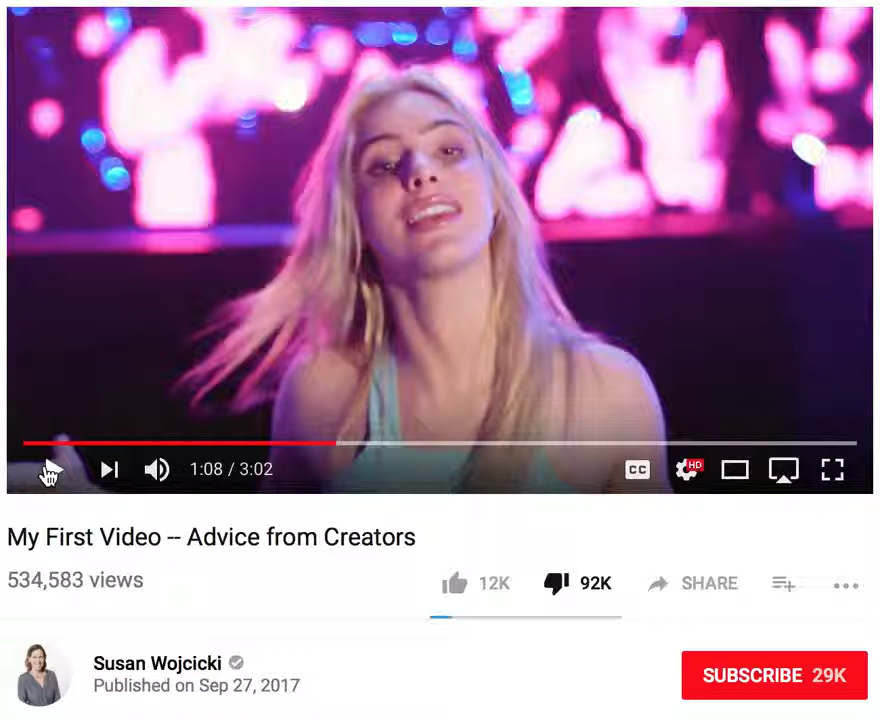 CC
HD
1:08 / 3:02
My First Video -- Advice from Creators
534,583 views
12K
92K
SHARE
Susan Wojcicki
Published on Sep 27, 2017
SUBSCRIBE 29K